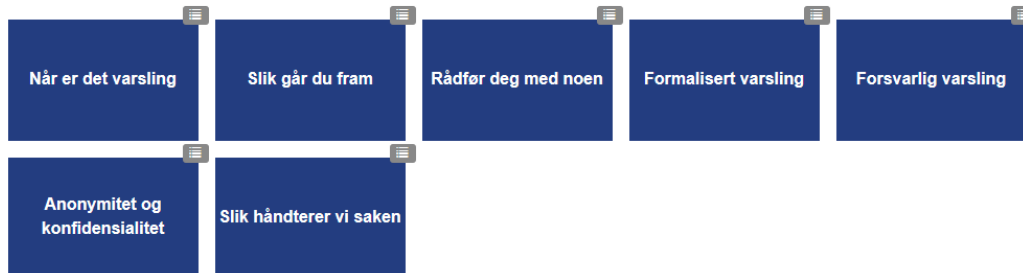 Når er det varsling
Slik går du fram
Rådfør deg med noen
Formalisert varsling
Forsvarlig varsling
Anonymitet og
konfidensialitet
Slik håndterer vi saken